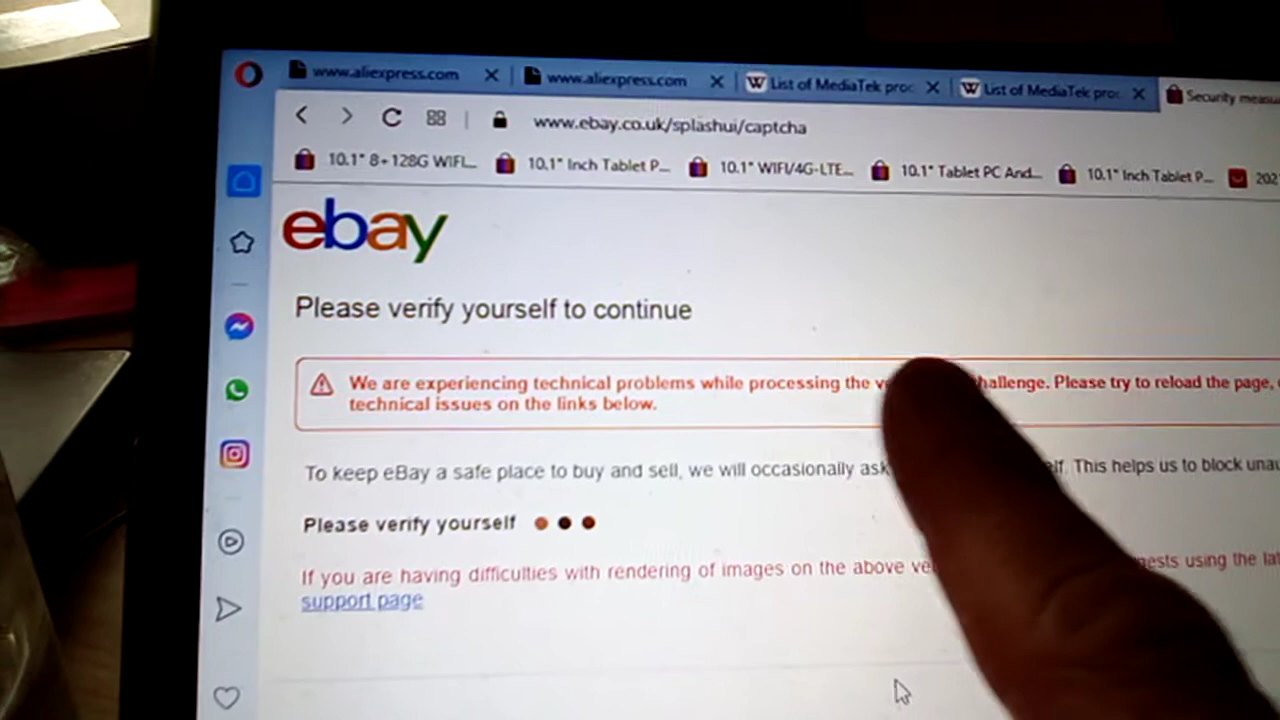 www.aliexpress.com
www.aliexpress.com
W List of MediaTek proc
W List of MediaTek proc
Security measu
www.ebay.co.uk/splashui/captcha
10.1" 8+128G WIFI...
10.1" Inch Tablet P...
10.1" WIFI/4G-LTE...
10.1" Tablet PC And...
10.1" Inch Tablet P...
202
ebay
Please verify yourself to continue
We are experiencing technical problems while processing the challenge. Please try to reload the page,
technical issues on the links below.
To keep eBay a safe place to buy and sell, we will occasionally ask This helps us to block
Please verify yourself
If you are having difficulties with rendering of images on the above using the
support page